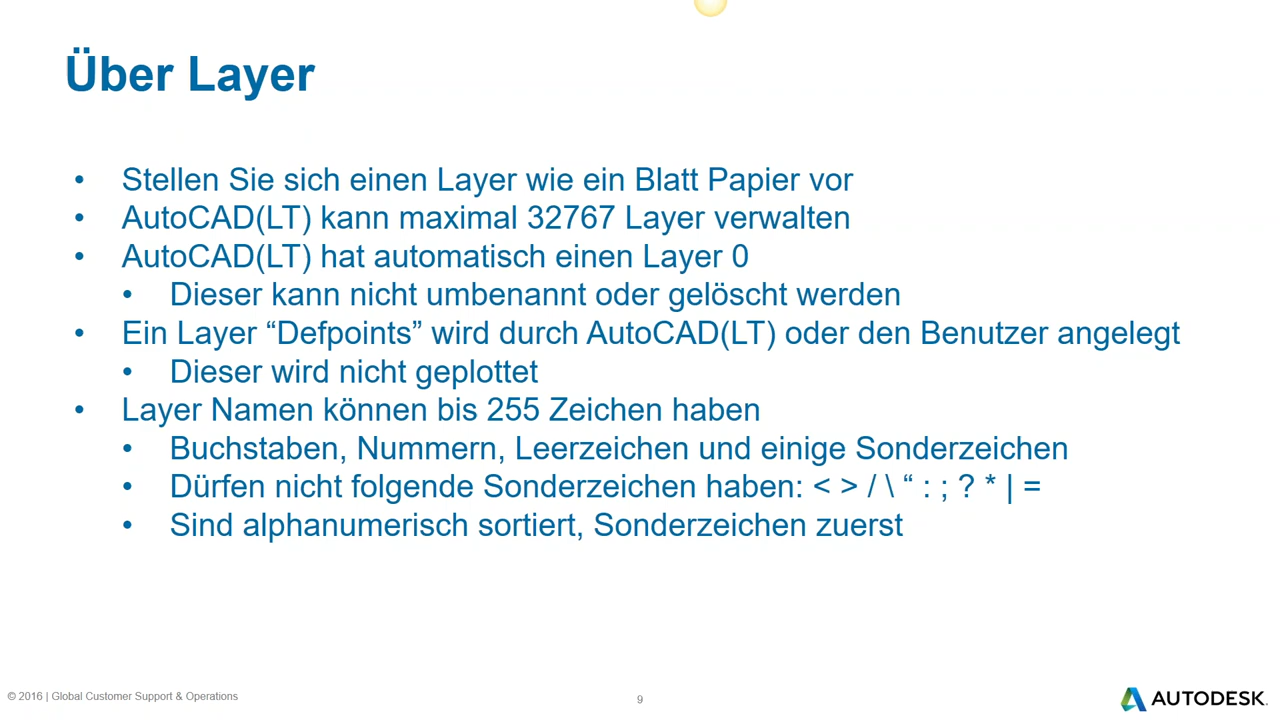 Über Layer
• Stellen Sie sich einen Layer wie ein Blatt Papier vor
• AutoCAD(LT) kann maximal 32767 Layer verwalten
• AutoCAD(LT) hat automatisch einen Layer 0
• Dieser kann nicht umbenannt oder gelöscht werden
• Ein Layer “Defpoints” wird durch AutoCAD(LT) oder den Benutzer angelegt
• Dieser wird nicht geplottet
• Layer Namen können bis 255 Zeichen haben
• Buchstaben, Nummern, Leerzeichen und einige Sonderzeichen
• Dürfen nicht folgende Sonderzeichen haben: < > / \ “ : ; ? * | =
• Sind alphanumerisch sortiert, Sonderzeichen zuerst
© 2016 | Global Customer Support & Operations
9
AUTODESK.